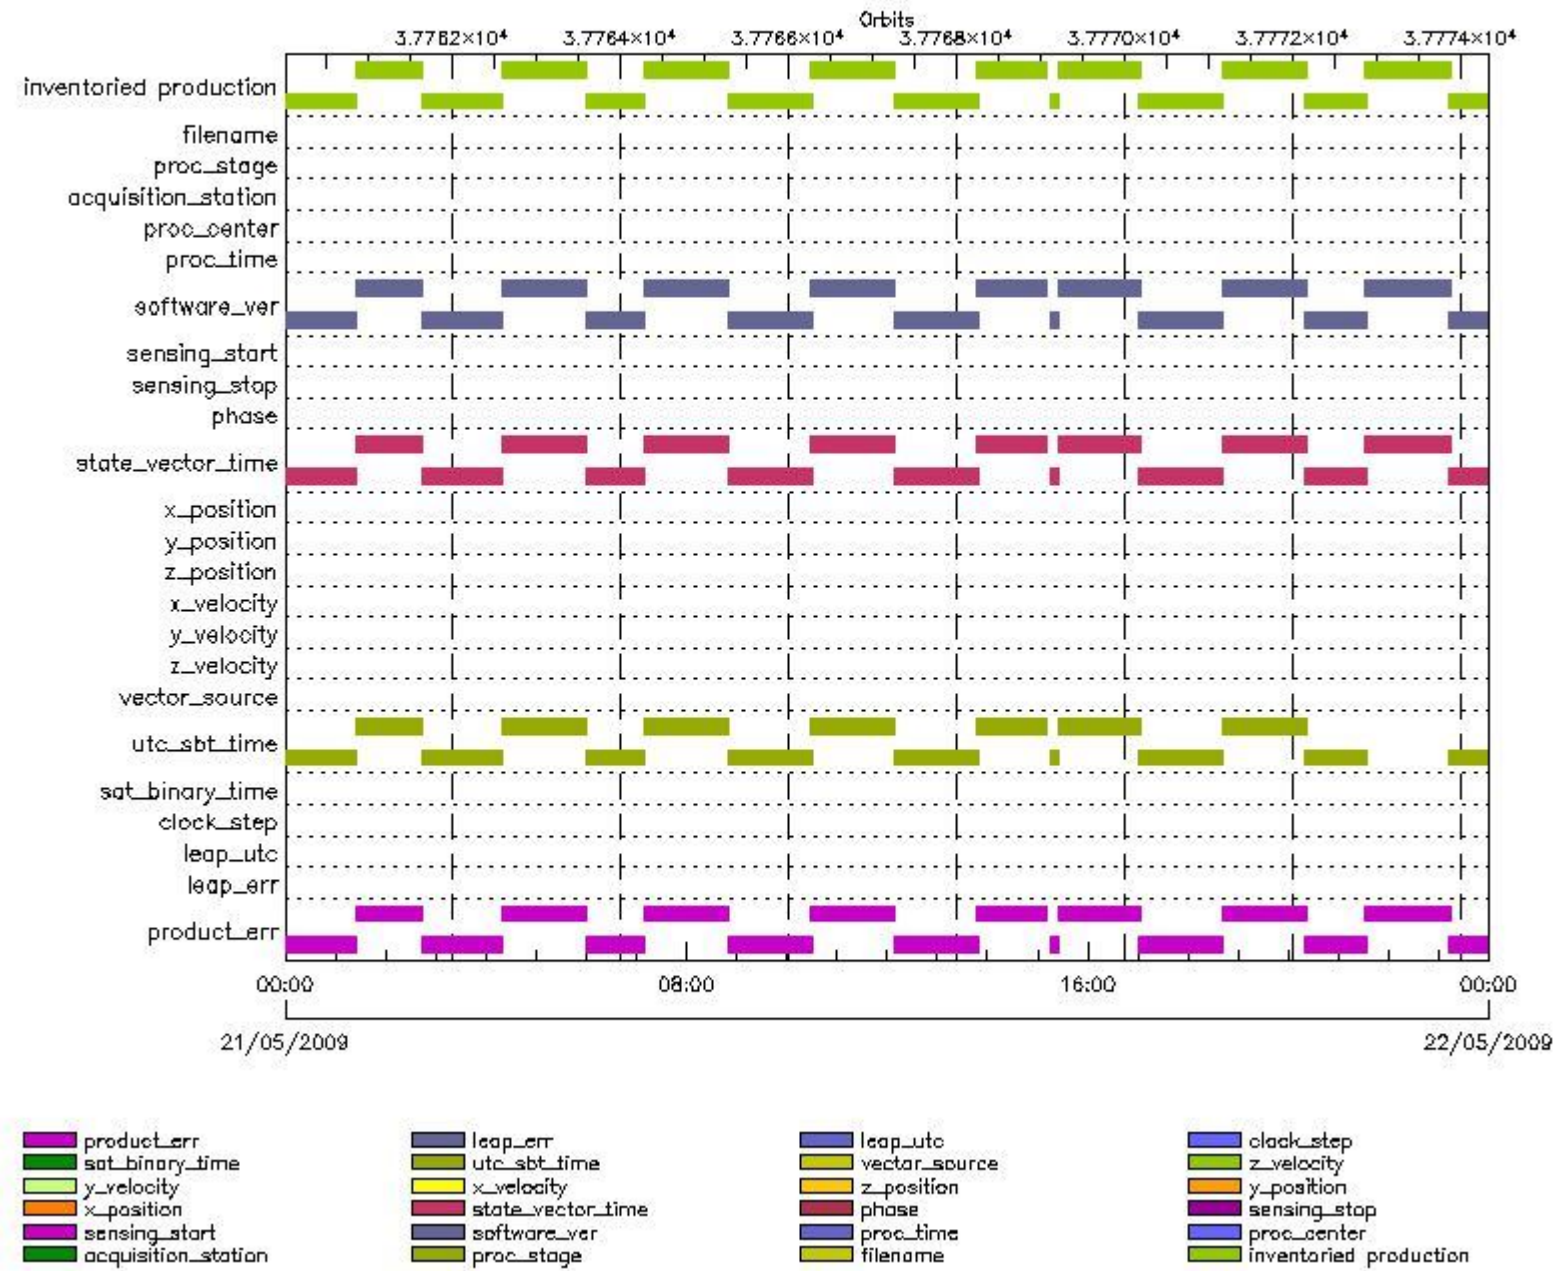 Orbits
3.7762×10⁴ 3.7764×10⁴ 3.7766×10⁴ 3.7768×10⁴ 3.7770×10⁴ 3.7772×10⁴ 3.7774×10⁴
inventoried production
filename
proc_stage
acquisition_station
proc_center
proc_time
software_ver
sensing_start
sensing_stop
phase
state_vector_time
x_position
y_position
z_position
x_velocity
y_velocity
z_velocity
vector_source
utc_sbt_time
sat_binary_time
clock_step
leap_utc
leap_err
product_err
00:00 08:00 16:00 00:00
21/05/2009 22/05/2009
product_err leap_err leap_utc clock_step
sat_binary_time utc_sbt_time vector_source z_velocity
y_velocity x_velocity z_position y_position
x_position state_vector_time phase sensing_stop
sensing_start software_ver proc_time proc_center
acquisition_station proc_stage filename inventoried production